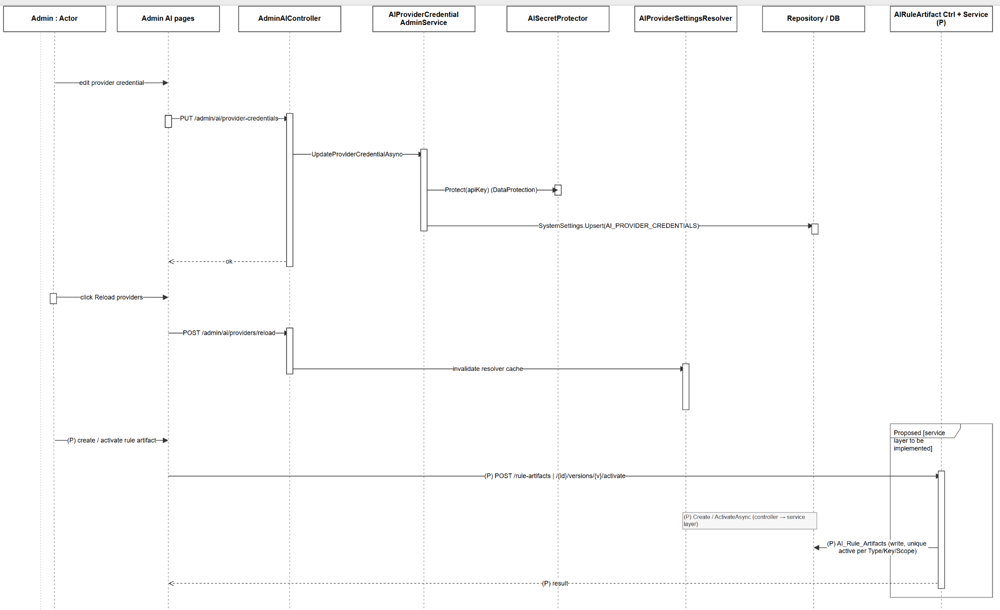 Admin : Actor
Admin AI pages
AdminAIController
AIProviderCredential
AdminService
AISecretProtector
AIProviderSettingsResolver
Repository / DB
AIRuleArtifact Ctrl + Service
(P)
edit provider credential
PUT /admin/ai/provider-credentials
UpdateProviderCredentialAsync
Protect(apiKey) (DataProtection)
SystemSettings.Upsert(AI_PROVIDER_CREDENTIALS)
ok
click Reload providers
POST /admin/ai/providers/reload
invalidate resolver cache
Proposed [service
layer to be
implemented]
(P) create / activate rule artifact
(P) POST /rule-artifacts | /{id}/versions/{v}/activate
(P) Create / ActivateAsync (controller → service
layer)
(P) AI_Rule_Artifacts (write, unique
active per Type/Key/Scope)
(P) result